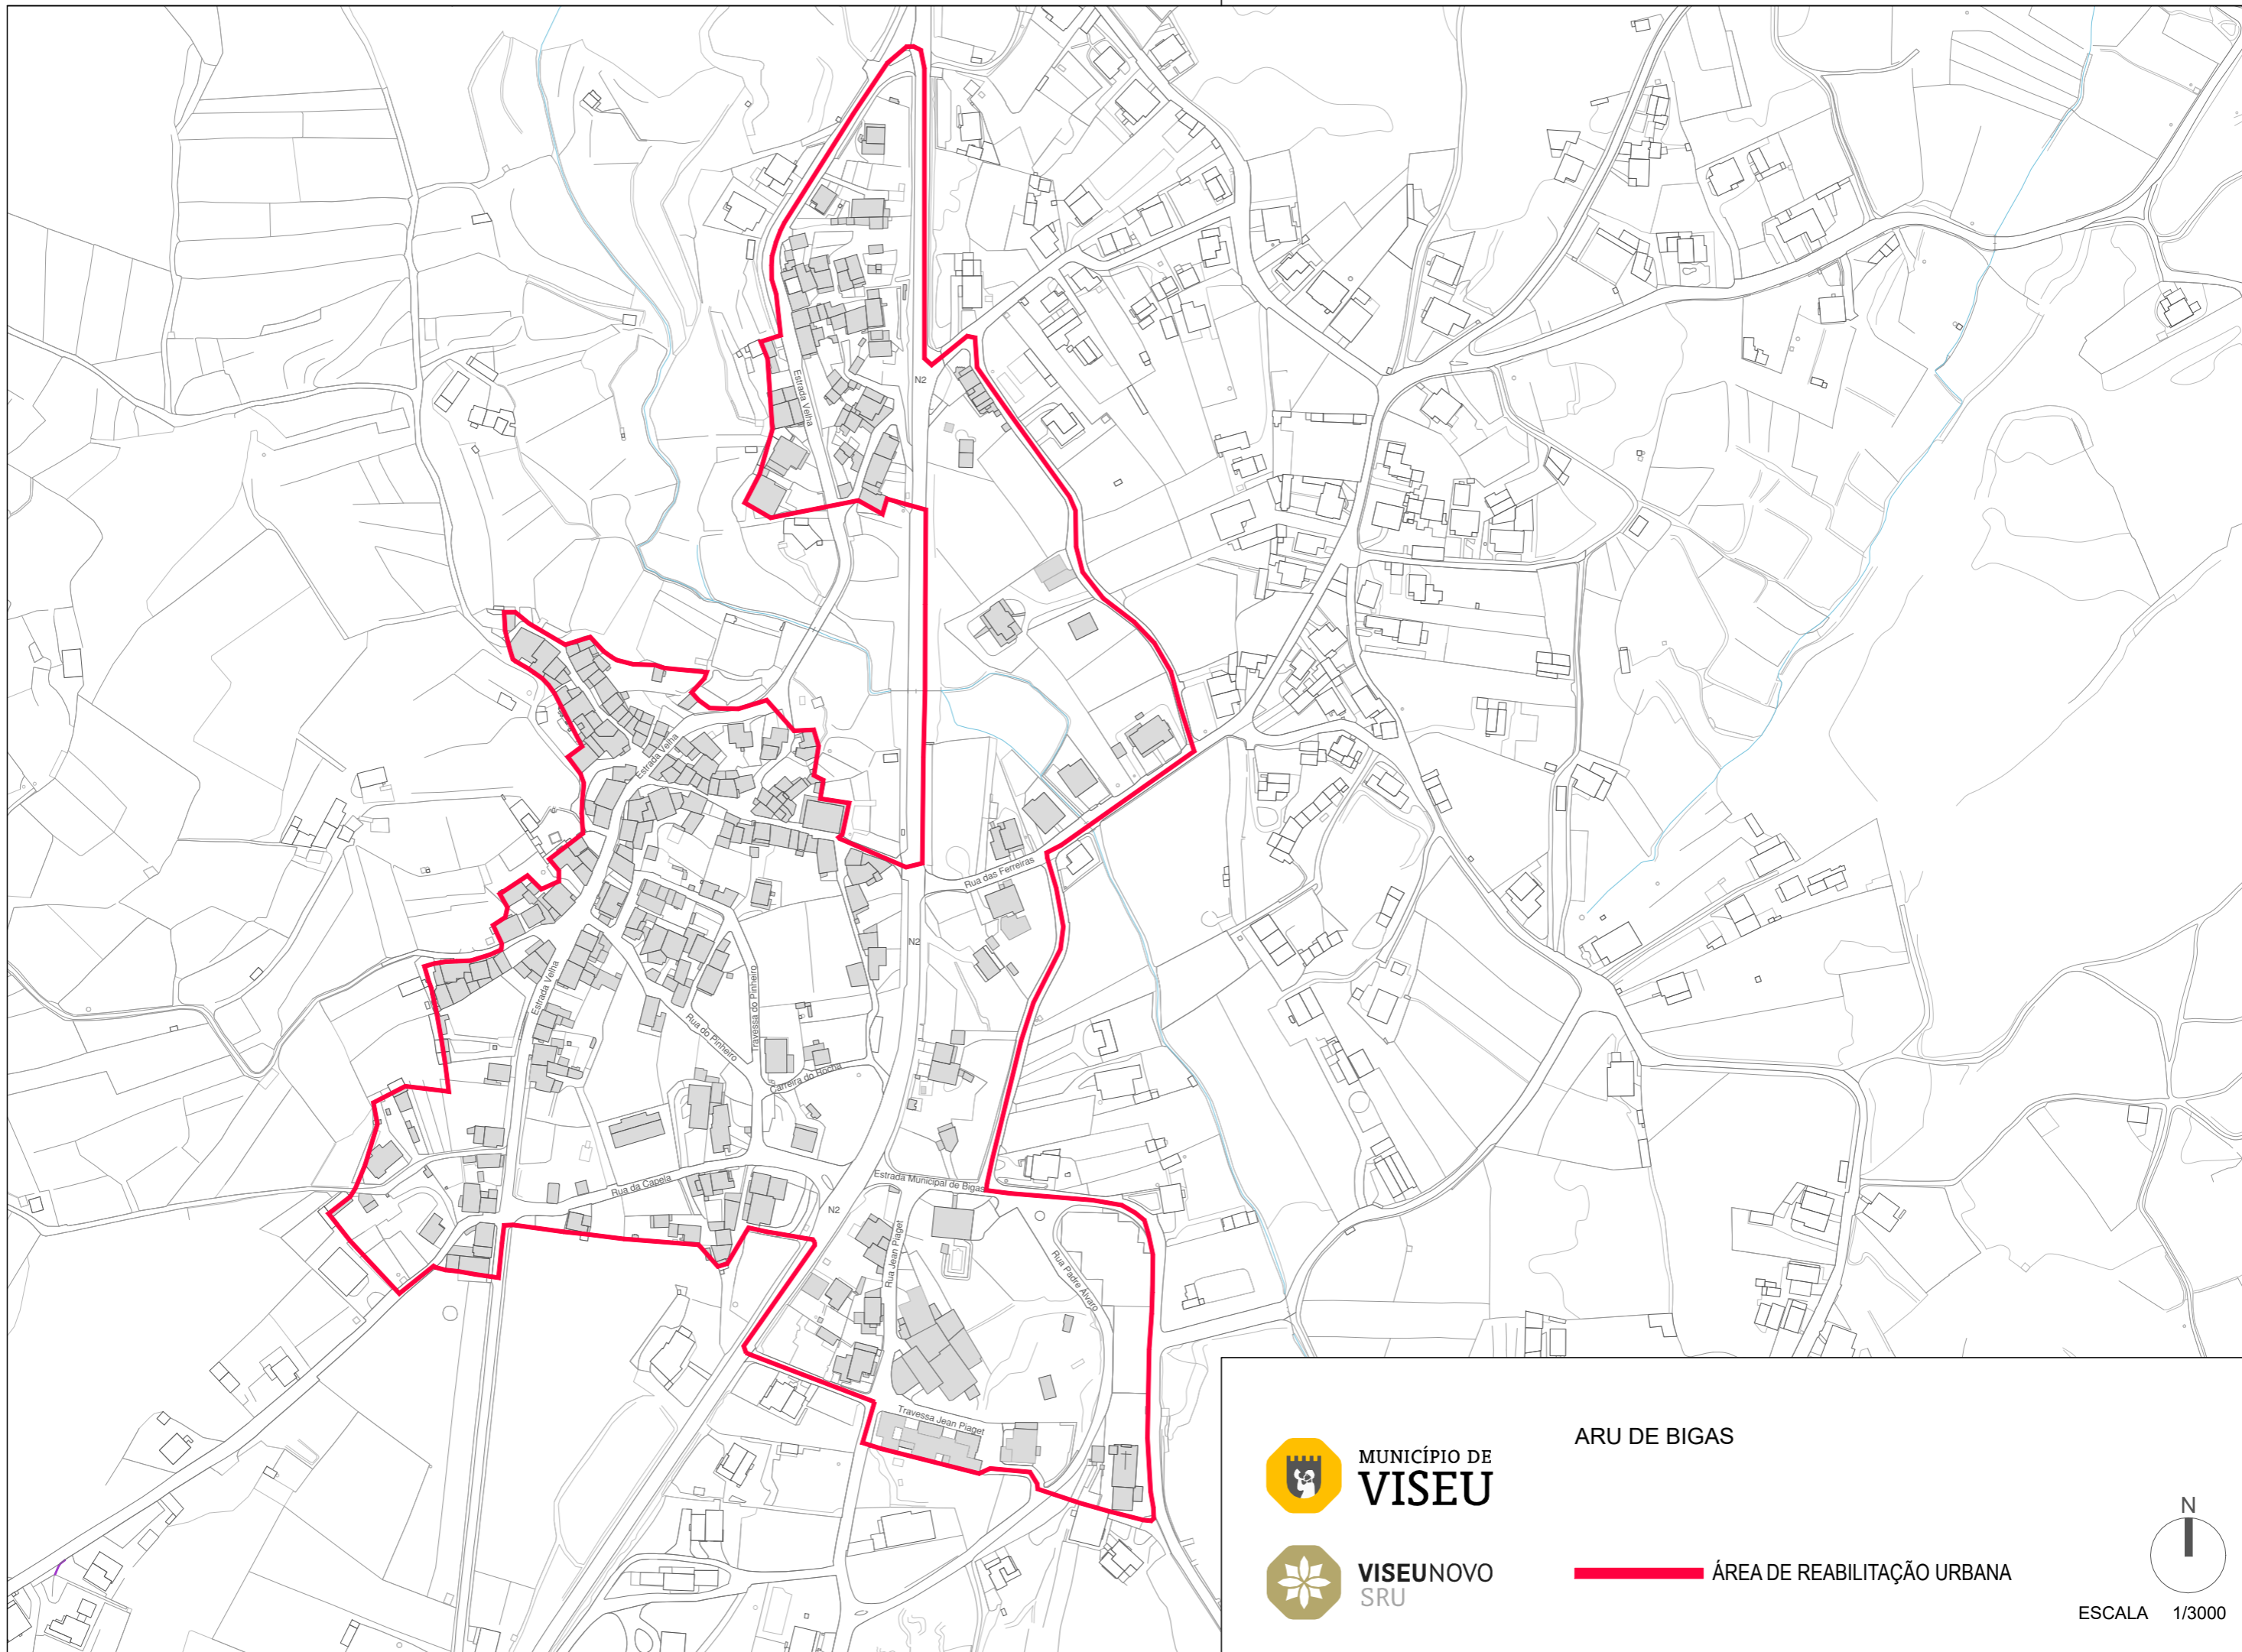 Estrada Velha
N2
Estrada Velha
Rua das Ferreiras
N2
Estrada Velha
Travessa do Pinheiro
Rua do Pinheiro
Carreira do Rocha
Estrada Municipal de Bigas
Rua da Capela
N2
Rua Jean Piaget
Rua Padre Alvaro
Travessa Jean Piaget
MUNICÍPIO DE
VISEU
VISEUNOVO
SRU
ARU DE BIGAS
ÁREA DE REABILITAÇÃO URBANA
N
ESCALA 1/3000